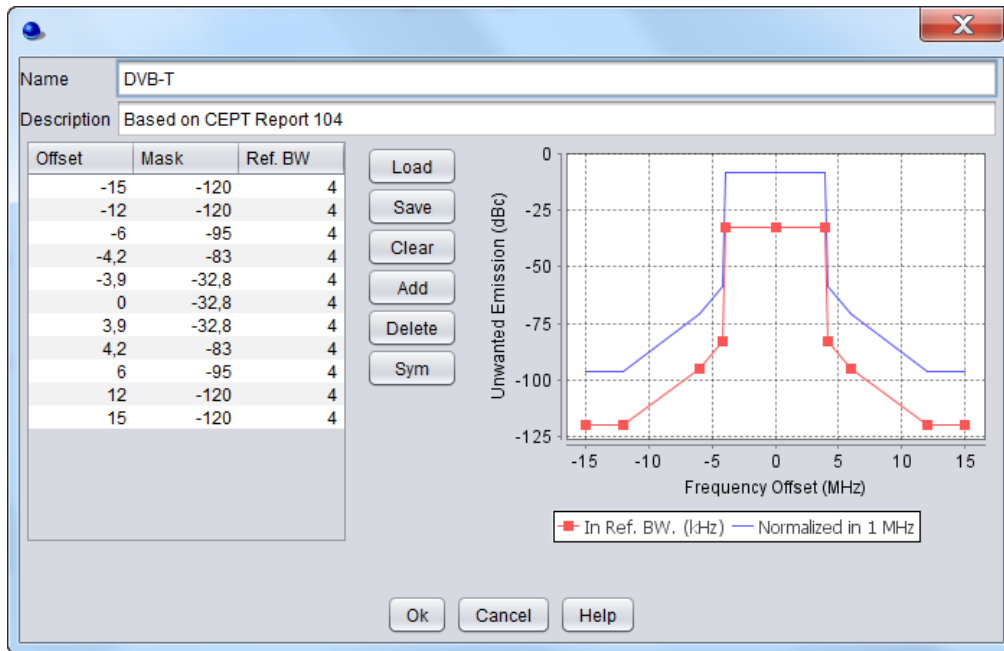 Name DVB-T
Description Based on CEPT Report 104
Offset Mask Ref. BW
-15 -120 4
-12 -120 4
-6 -95 4
-4,2 -83 4
-3,9 -32,8 4
0 -32,8 4
3,9 -32,8 4
4,2 -83 4
6 -95 4
12 -120 4
15 -120 4
Load
Save
Clear
Add
Delete
Sym
Unwanted Emission (dBc)
0
-25
-50
-75
-100
-125
-15 -10 -5 0 5 10 15
Frequency Offset (MHz)
In Ref. BW. (kHz) Normalized in 1 MHz
Ok Cancel Help